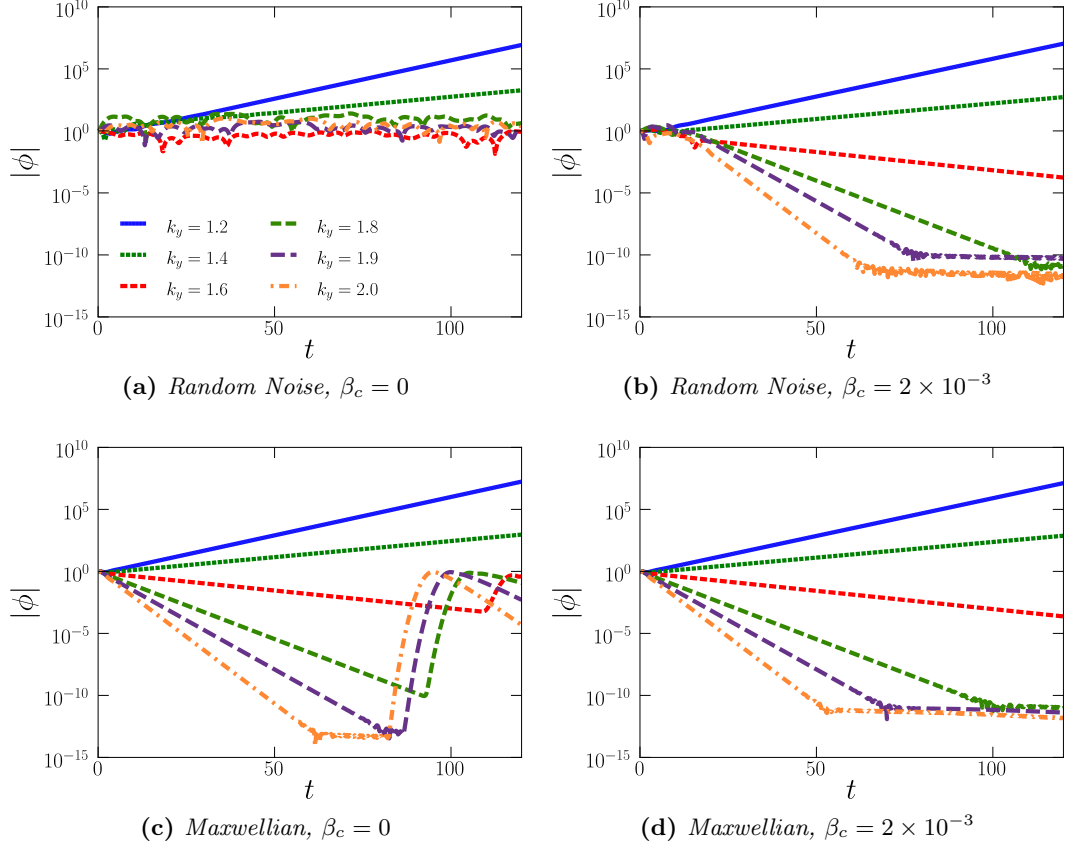 10^10
10^5
10^0
10^−5
10^−10
10^−15
|ϕ|
k_y = 1.2
k_y = 1.4
k_y = 1.6
k_y = 1.8
k_y = 1.9
k_y = 2.0
0 50 100
t
(a) Random Noise, β_c = 0
10^10
10^5
10^0
10^−5
10^−10
10^−15
|ϕ|
0 50 100
t
(b) Random Noise, β_c = 2 × 10^−3
10^10
10^5
10^0
10^−5
10^−10
10^−15
|ϕ|
0 50 100
t
(c) Maxwellian, β_c = 0
10^10
10^5
10^0
10^−5
10^−10
10^−15
|ϕ|
0 50 100
t
(d) Maxwellian, β_c = 2 × 10^−3